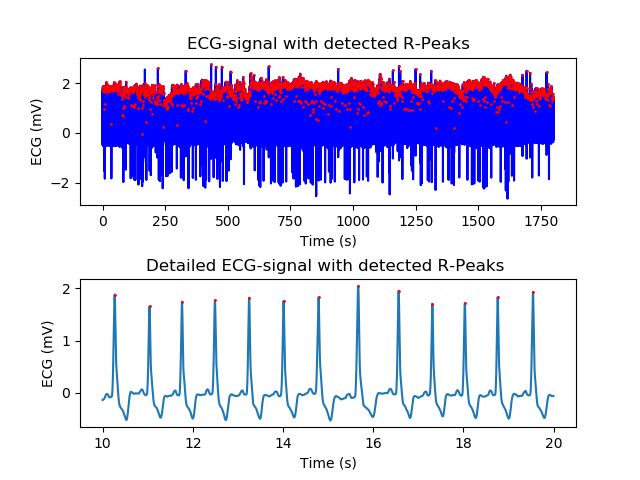 ECG-signal with detected R-Peaks
2
0
−2
ECG (mV)
0 250 500 750 1000 1250 1500 1750
Time (s)
Detailed ECG-signal with detected R-Peaks
2
1
0
ECG (mV)
10 12 14 16 18 20
Time (s)